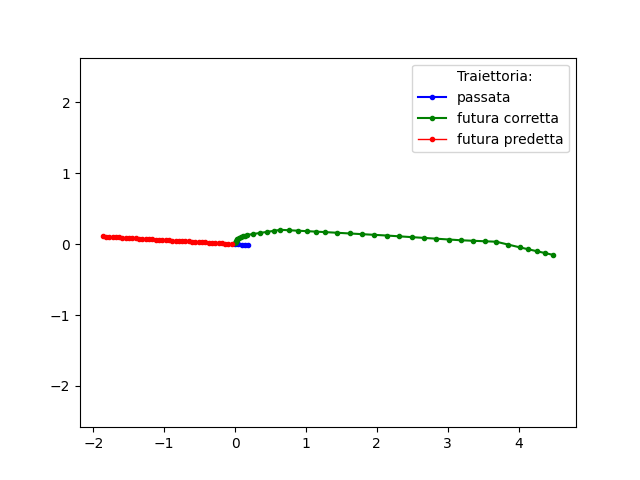 Traiettoria:
passata
futura corretta
futura predetta
2
1
0
−1
−2
−2 −1 0 1 2 3 4